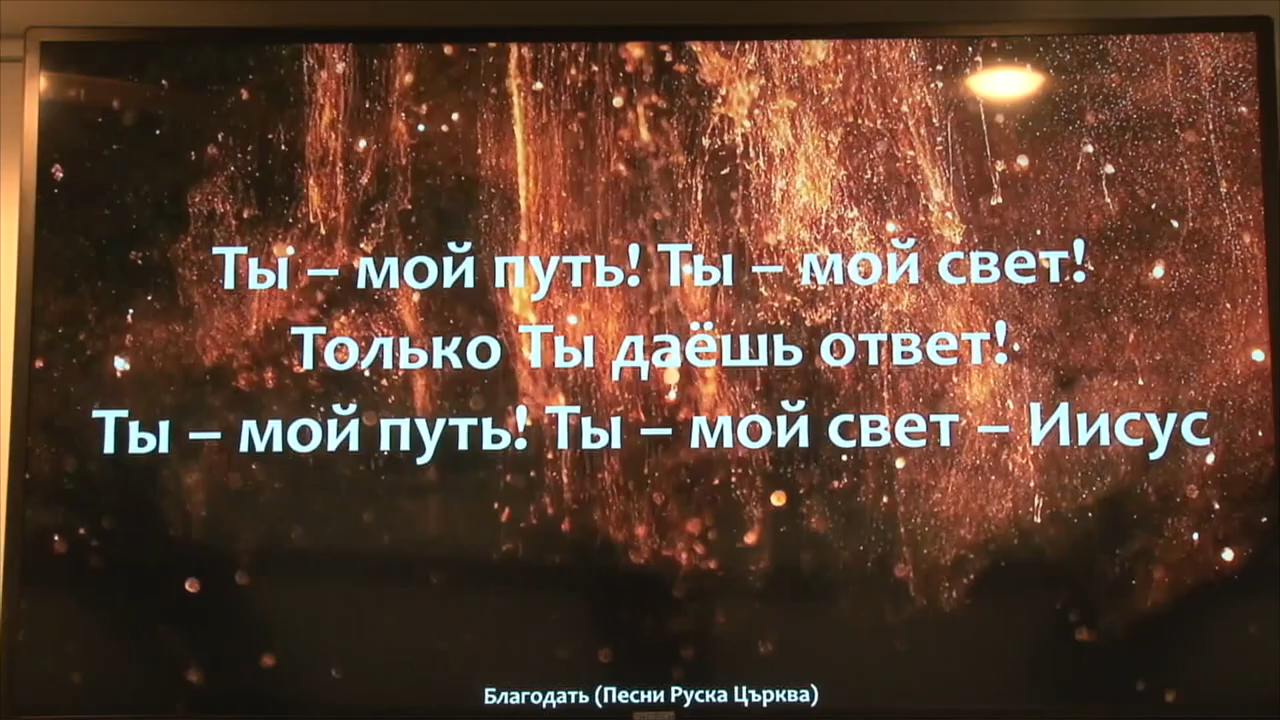 Ты – мой путь! Ты – мой свет!
Только Ты даёшь ответ!
Ты – мой путь! Ты – мой свет – Иисус
Благодать (Песни Руска Църква)